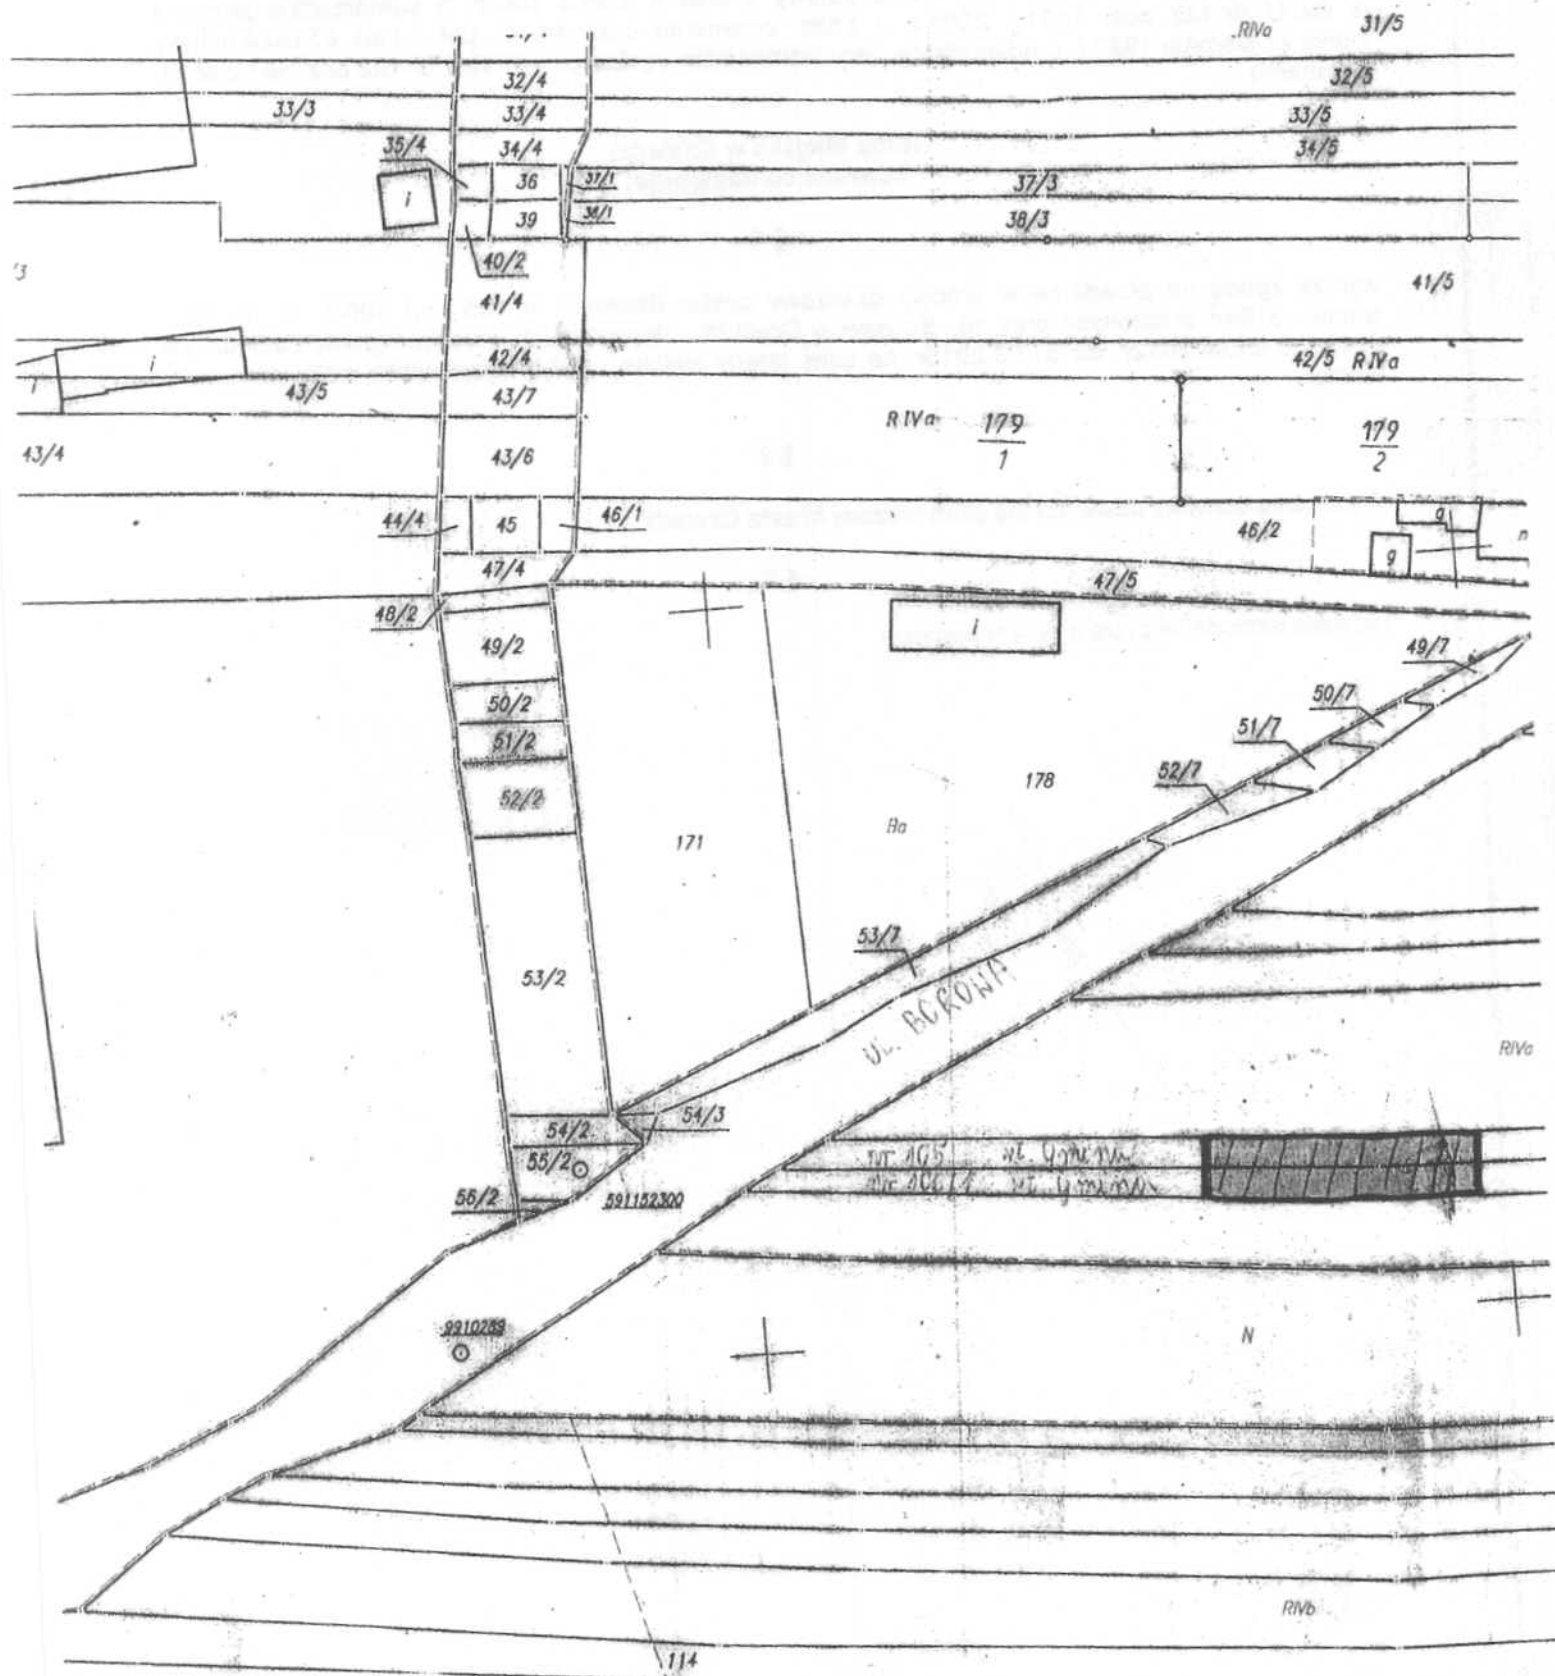 RIVa 31/5
32/4 32/5
33/3 33/4 33/5
35/4 34/4 34/5
i 36 37/1 37/3
39 38/1 38/3
40/2
41/4 41/5
42/4 42/5 RIVa
i i 43/5 43/7
RIVa 179/1 179/2
43/4 43/6
44/4 45 46/1 46/2 g n
g
47/4 47/5
48/2 i
49/2 49/7
50/2 50/7
51/2 51/7
52/2 178 52/7
171 Ba
53/2 53/7
UL. BOROWA
RIVa
54/2 54/3
55/2
56/2 591152300
9910289
N
RIVb
114